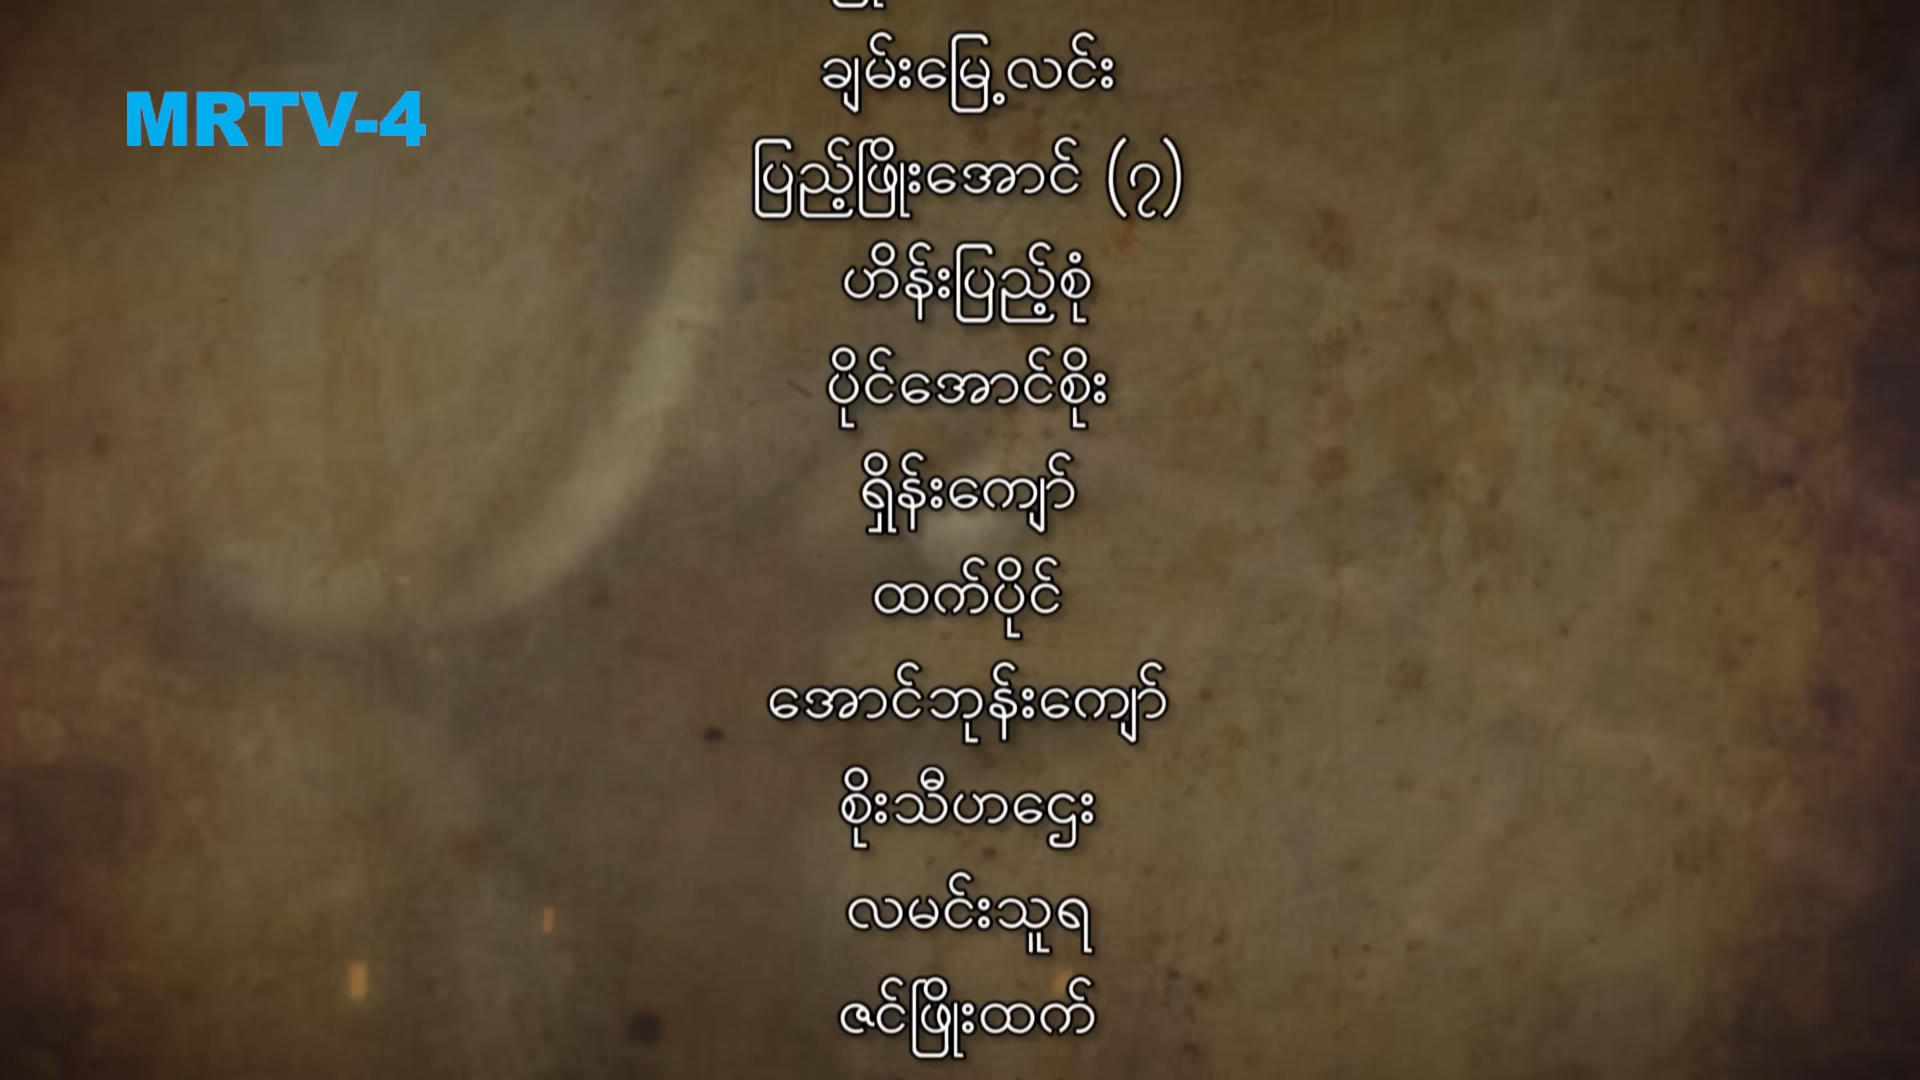 MRTV-4
ချမ်းမြေ့လင်း
ပြည့်ဖြိုးအောင် (၇)
ဟိန်းပြည့်စုံ
ပိုင်အောင်စိုး
ရှိန်းကျော်
ထက်ပိုင်
အောင်ဘုန်းကျော်
စိုးသီဟဌေး
လမင်းသူရ
ဇင်ဖြိုးထက်